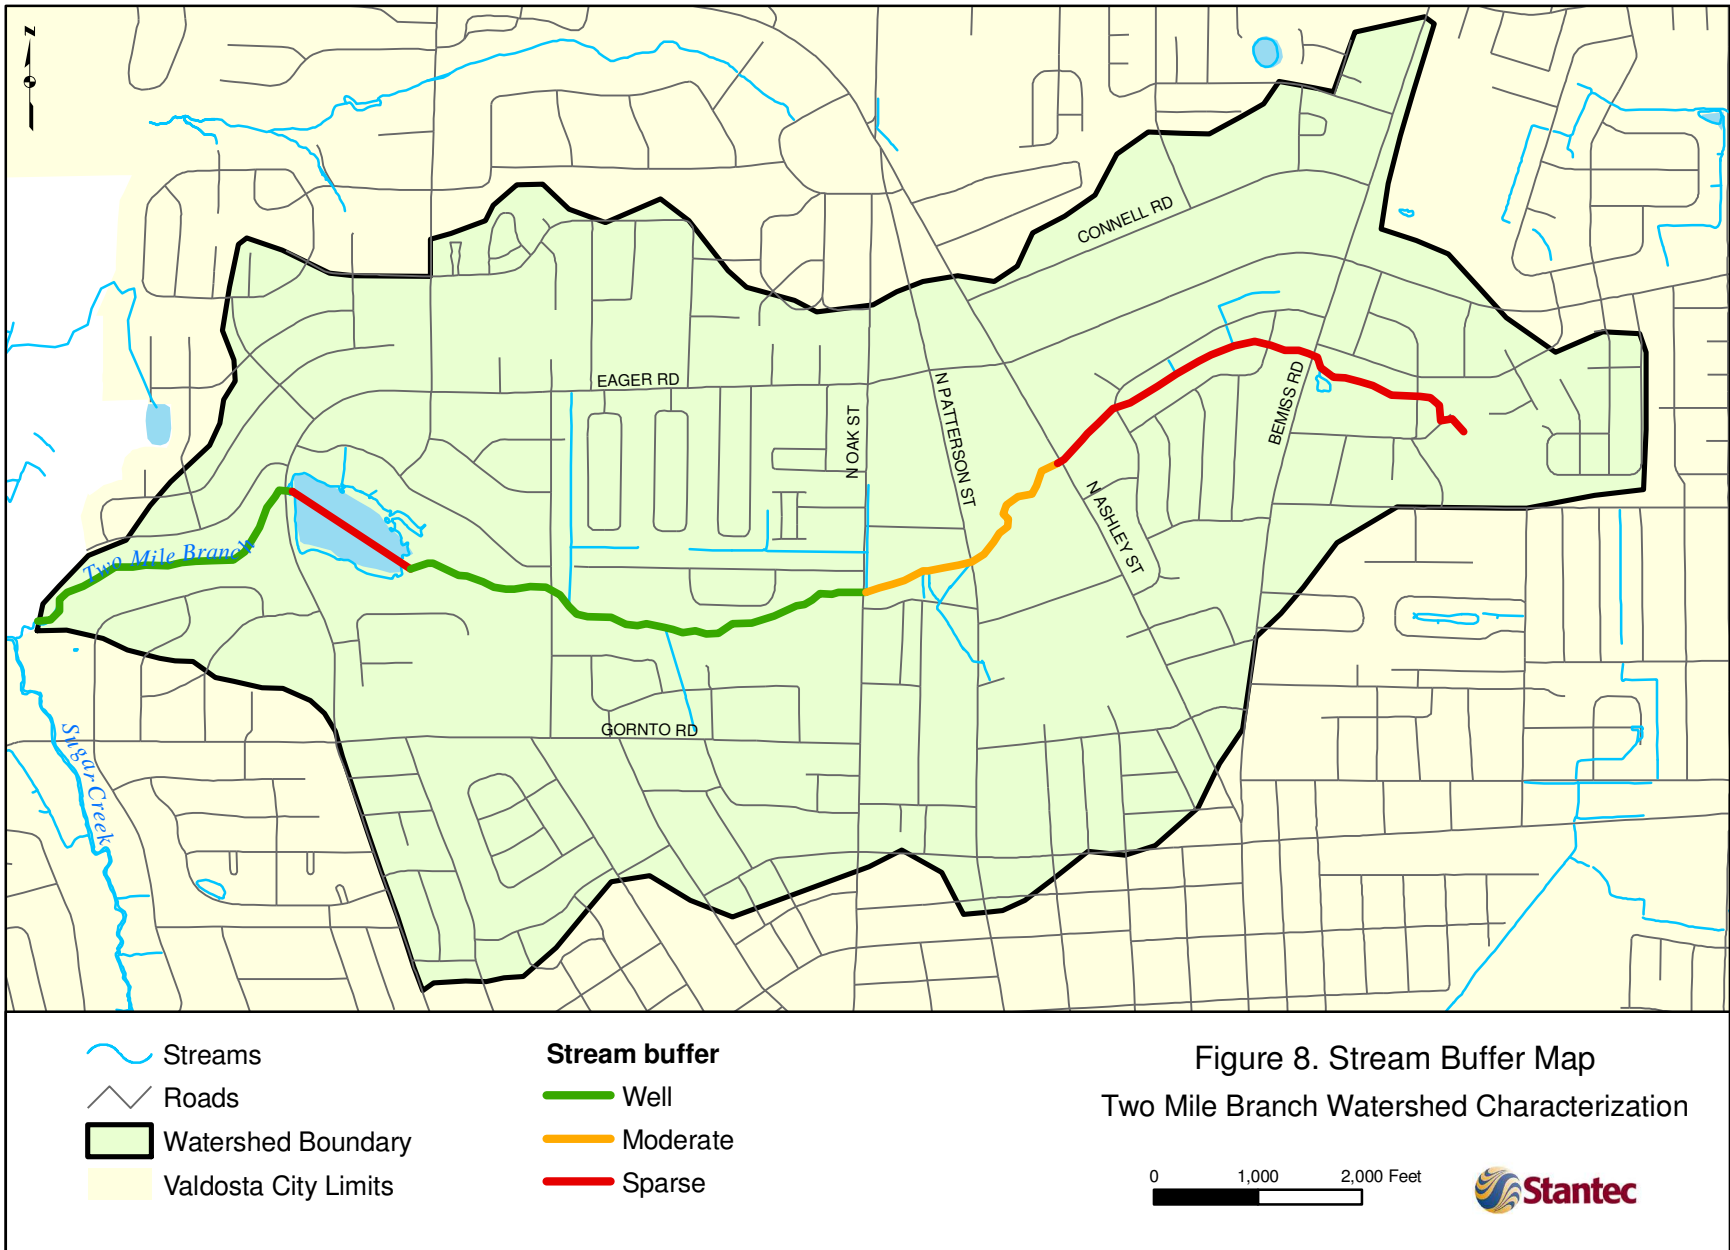 z
CONNELL RD
EAGER RD
N PATTERSON ST
N OAK ST
BEMISS RD
N ASHLEY ST
Two Mile Branch
GORNTO RD
Sugar Creek
Streams
Roads
Watershed Boundary
Valdosta City Limits
Stream buffer
Well
Moderate
Sparse
Figure 8. Stream Buffer Map
Two Mile Branch Watershed Characterization
0 1,000 2,000 Feet
Stantec